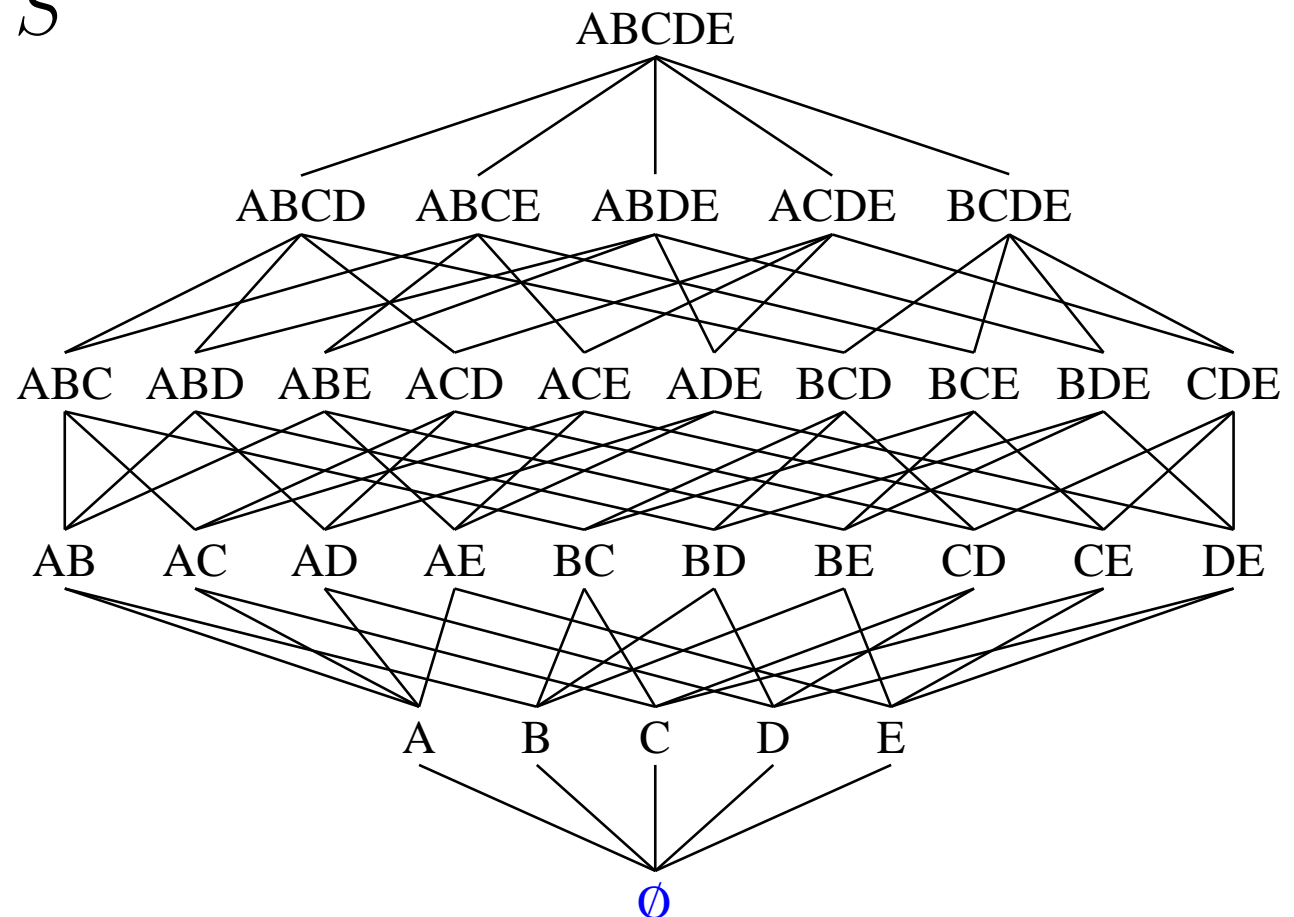 S
ABCDE
ABCD ABCE ABDE ACDE BCDE
ABC ABD ABE ACD ACE ADE BCD BCE BDE CDE
AB AC AD AE BC BD BE CD CE DE
A B C D E
∅